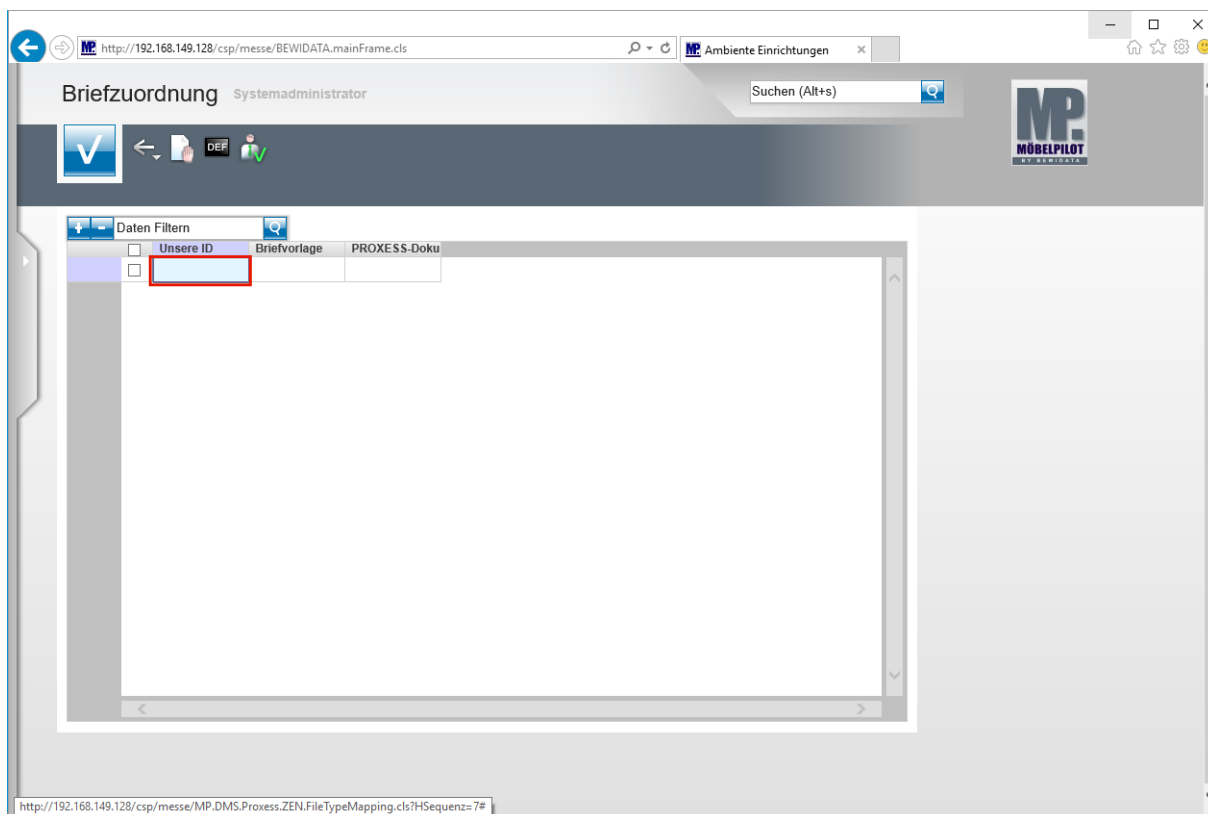 http://192.168.149.128/csp/messe/BEWIDATA.mainFrame.cls
Ambiente Einrichtungen
Briefzuordnung Systemadministrator
Suchen (Alt+s)
MP.
MÖBELPILOT
BY BEWIDATA
DEF
Daten Filtern
Unsere ID Briefvorlage PROXESS-Doku
http://192.168.149.128/csp/messe/MP.DMS.Proxess.ZEN.FileTypeMapping.cls?HSequenz=7#